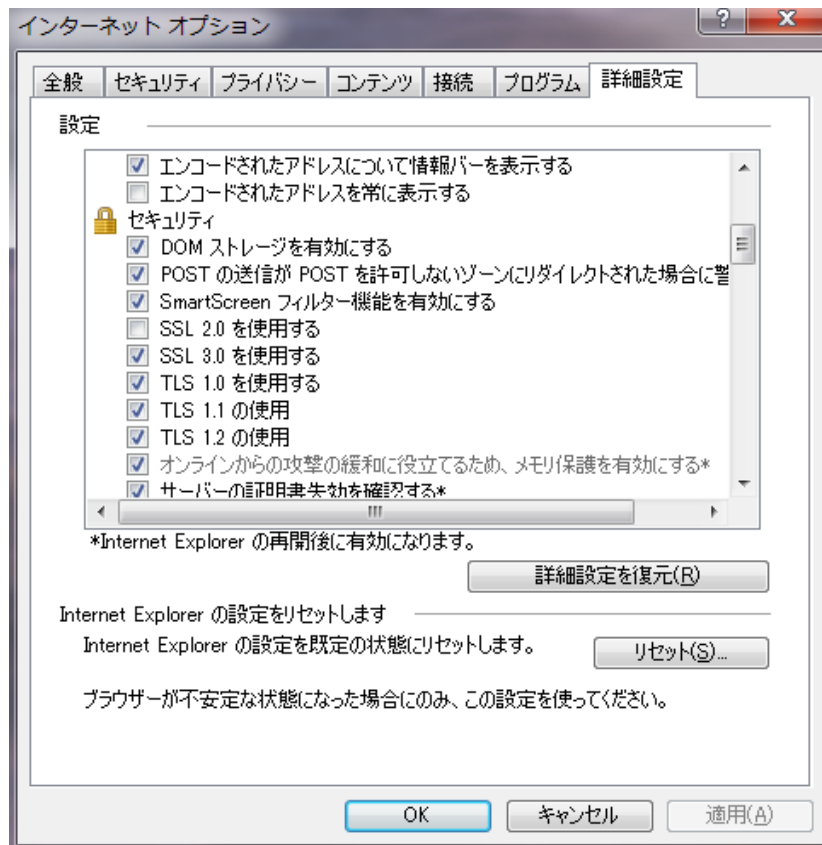 インターネット オプション
全般 セキュリティ プライバシー コンテンツ 接続 プログラム 詳細設定
設定
エンコードされたアドレスについて情報バーを表示する
エンコードされたアドレスを常に表示する
セキュリティ
DOM ストレージを有効にする
POST の送信が POST を許可しないゾーンにリダイレクトされた場合に警
SmartScreen フィルター機能を有効にする
SSL 2.0 を使用する
SSL 3.0 を使用する
TLS 1.0 を使用する
TLS 1.1 の使用
TLS 1.2 の使用
オンラインからの攻撃の緩和に役立てるため、メモリ保護を有効にする*
サーバーの証明書失効を確認する*
*Internet Explorer の再開後に有効になります。
詳細設定を復元(R)
Internet Explorer の設定をリセットします
Internet Explorer の設定を既定の状態にリセットします。
リセット(S)...
ブラウザーが不安定な状態になった場合にのみ、この設定を使ってください。
OK キャンセル 適用(A)